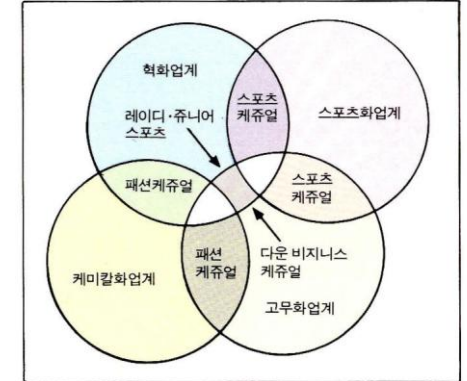 혁화업계
스포츠
케쥬얼
스포츠화업계
레이디·쥬니어
스포츠
패션케쥬얼
스포츠
케쥬얼
케미칼화업계
패션
케쥬얼
다운 비지니스
케쥬얼
고무화업계